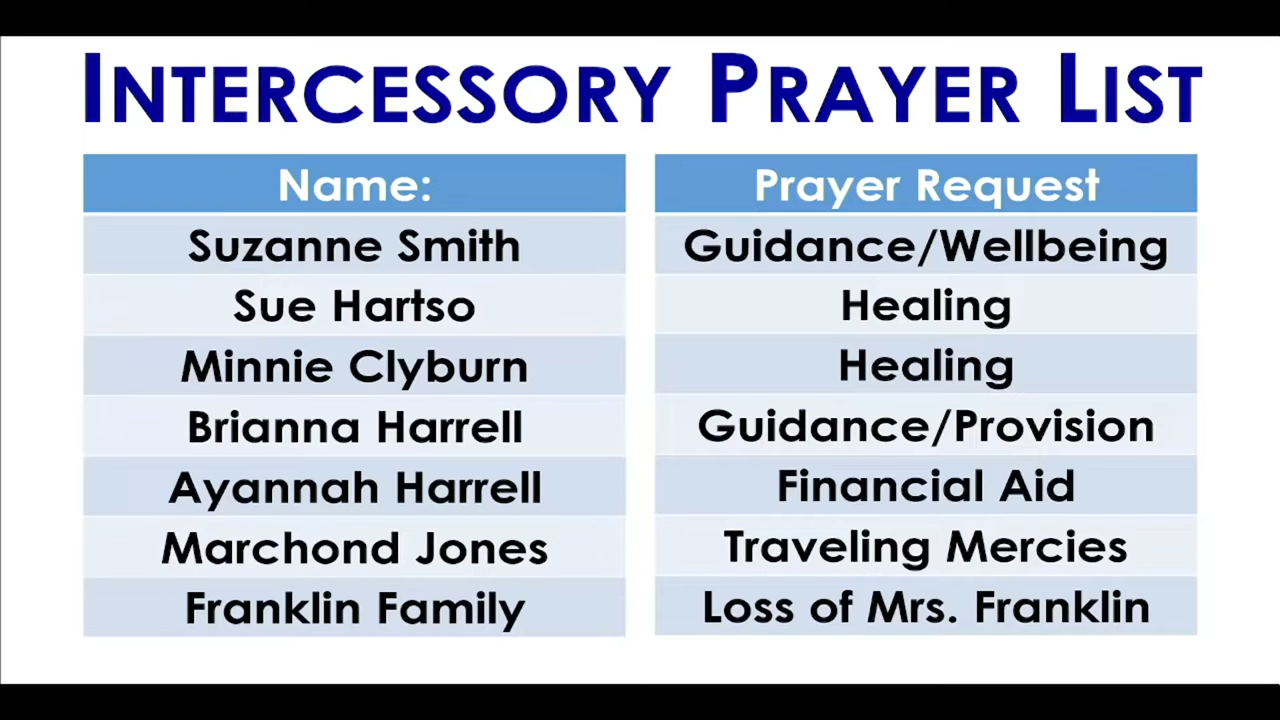 INTERCESSORY PRAYER LIST
Name: Prayer Request
Suzanne Smith Guidance/Wellbeing
Sue Hartso Healing
Minnie Clyburn Healing
Brianna Harrell Guidance/Provision
Ayannah Harrell Financial Aid
Marchond Jones Traveling Mercies
Franklin Family Loss of Mrs. Franklin